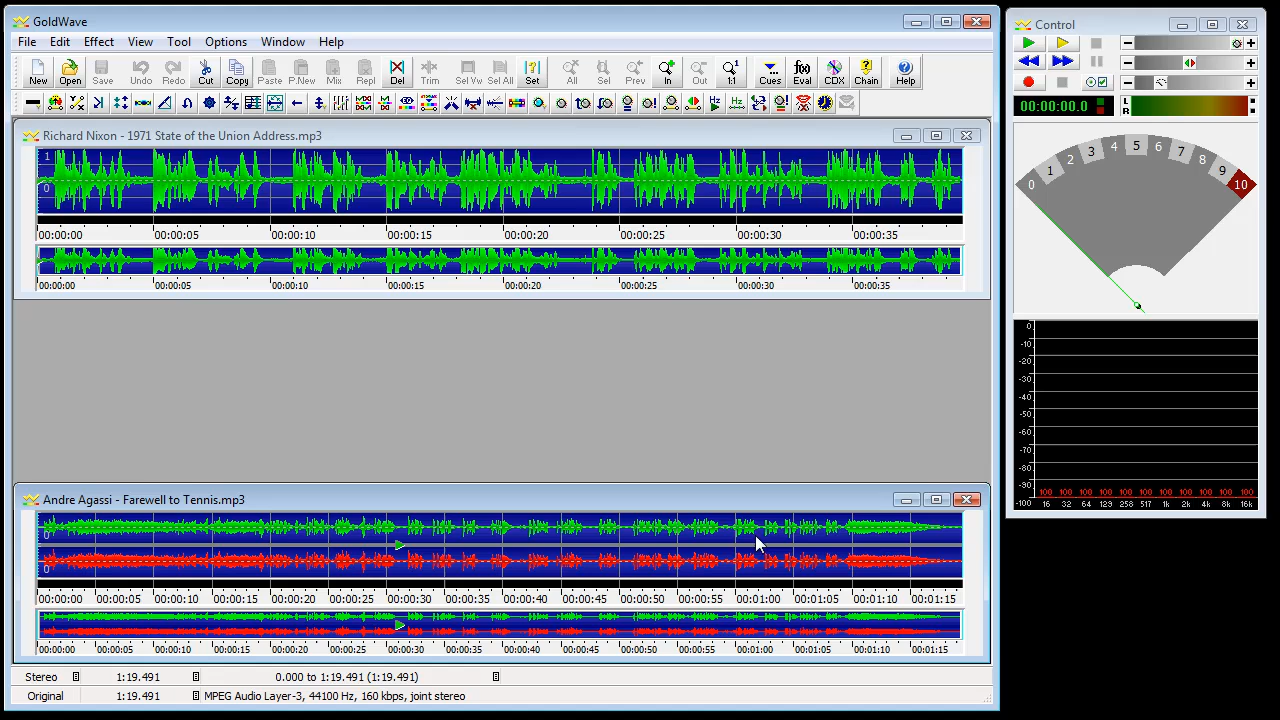 GoldWave
File Edit Effect View Tool Options Window Help
New Open Save Undo Redo Cut Copy Paste P.New Mix Repl Del Trim Sel Vw Sel All Set All Sel Prev In Out 1:1 Cues Eval CDX Chain Help
Richard Nixon - 1971 State of the Union Address.mp3
1
0
00:00:00 00:00:05 00:00:10 00:00:15 00:00:20 00:00:25 00:00:30 00:00:35
00:00:00 00:00:05 00:00:10 00:00:15 00:00:20 00:00:25 00:00:30 00:00:35
Andre Agassi - Farewell to Tennis.mp3
0
0
00:00:00 00:00:05 00:00:10 00:00:15 00:00:20 00:00:25 00:00:30 00:00:35 00:00:40 00:00:45 00:00:50 00:00:55 00:01:00 00:01:05 00:01:10 00:01:15
00:00:00 00:00:05 00:00:10 00:00:15 00:00:20 00:00:25 00:00:30 00:00:35 00:00:40 00:00:45 00:00:50 00:00:55 00:01:00 00:01:05 00:01:10 00:01:15
Stereo 1:19.491 0.000 to 1:19.491 (1:19.491)
Original 1:19.491 MPEG Audio Layer-3, 44100 Hz, 160 kbps, joint stereo
Control
00:00:00.0 L
R
0 1 2 3 4 5 6 7 8 9 10
0
-10
-20
-30
-40
-50
-60
-70
-80
-90
100 100 100 100 100 100 100 100 100 100 100
-100 16 32 64 129 258 517 1k 2k 4k 8k 16k